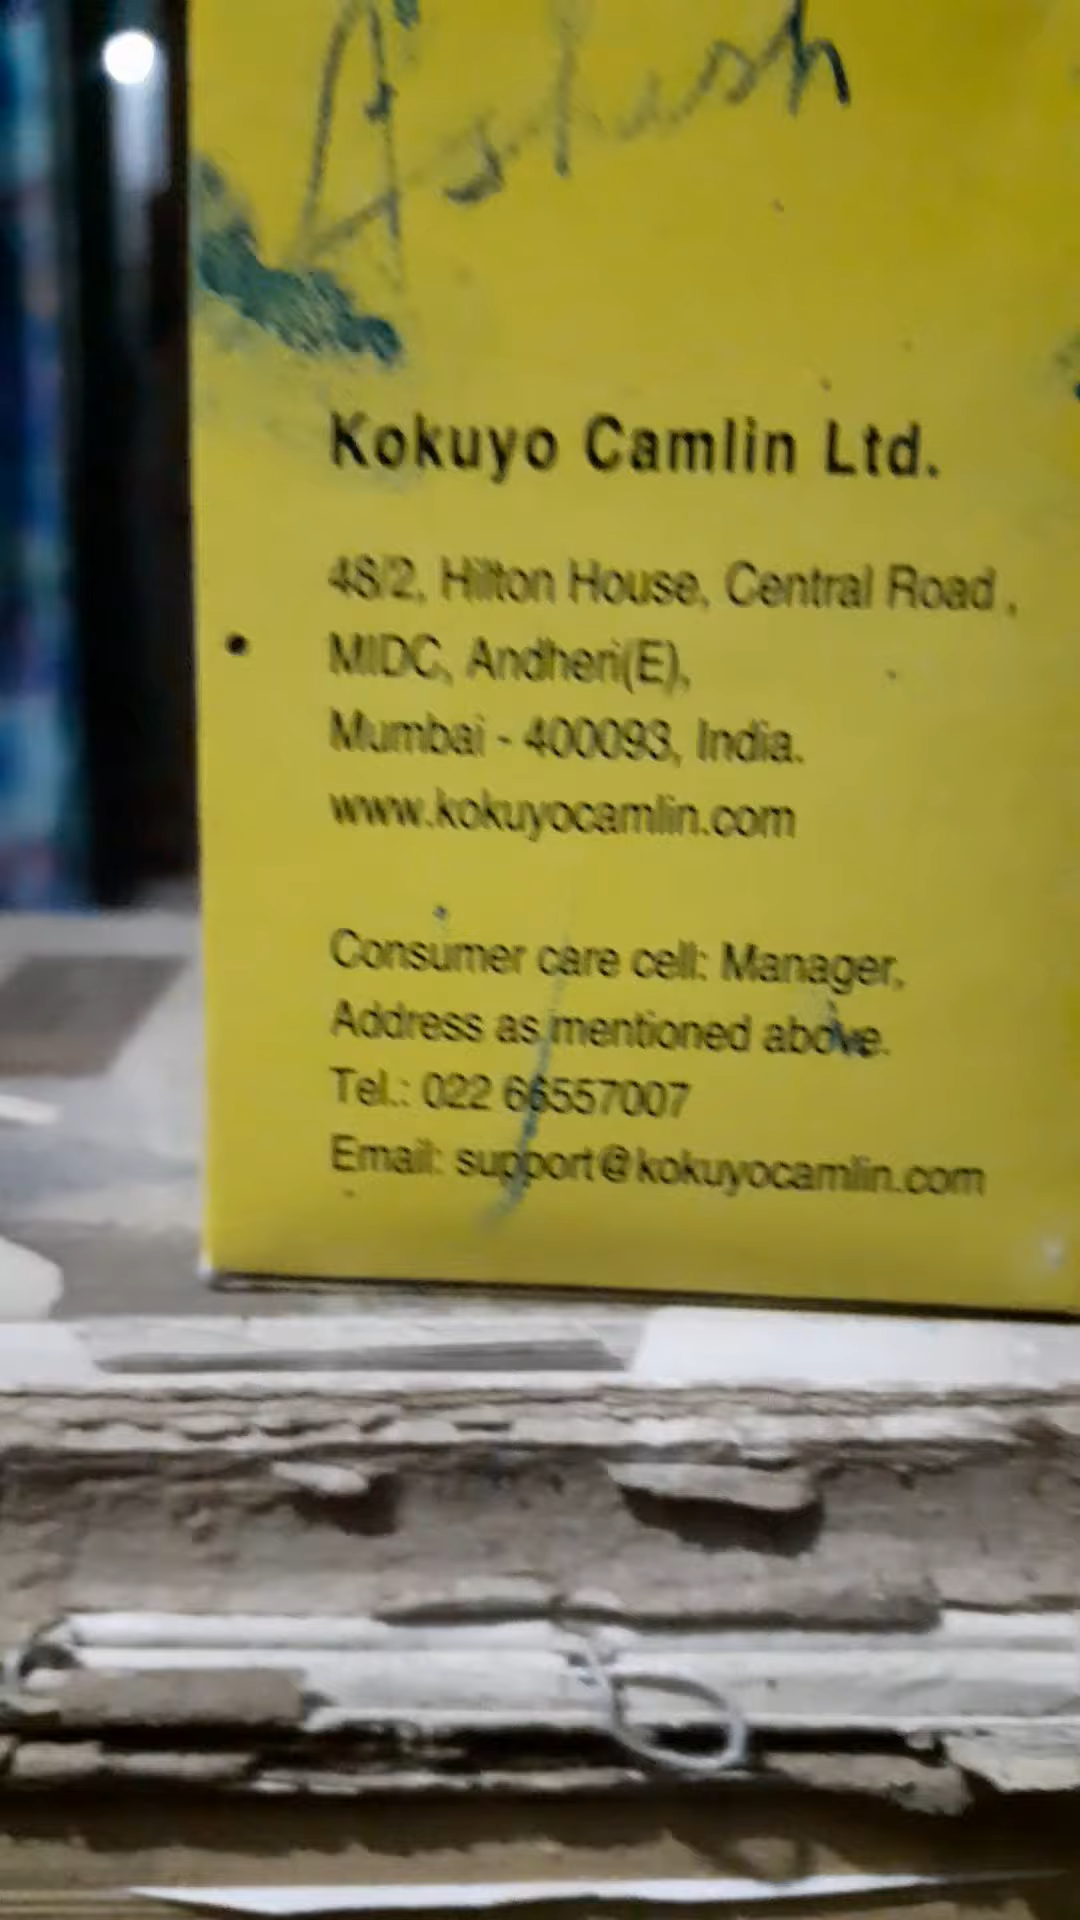 Kokuyo Camlin Ltd.
48/2, Hilton House, Central Road,
MIDC, Andheri(E),
Mumbai - 400093, India.
www.kokuyocamlin.com
Consumer care cell: Manager,
Address as mentioned above.
Tel.: 022 66557007
Email: support@kokuyocamlin.com